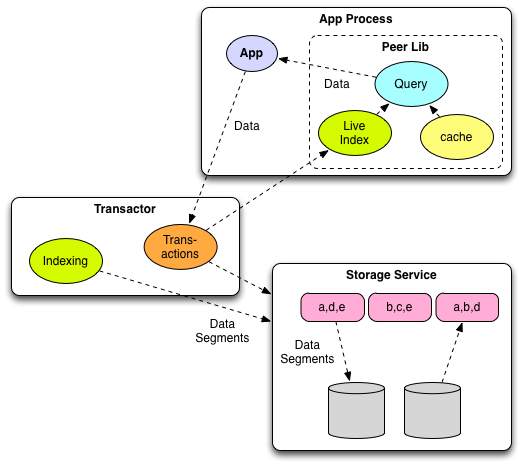 App Process
Peer Lib
App
Data
Query
Data
Live
Index
cache
Transactor
Trans-
actions
Indexing
Storage Service
a,d,e
b,c,e
a,b,d
Data
Segments
Data
Segments